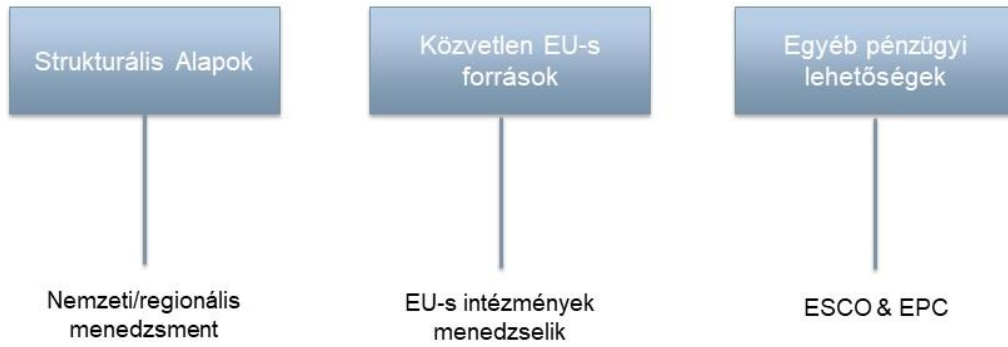 Strukturális Alapok
Közvetlen EU-s
források
Egyéb pénzügyi
lehetőségek
Nemzeti/regionális
menedzsment
EU-s intézmények
menedzselik
ESCO & EPC